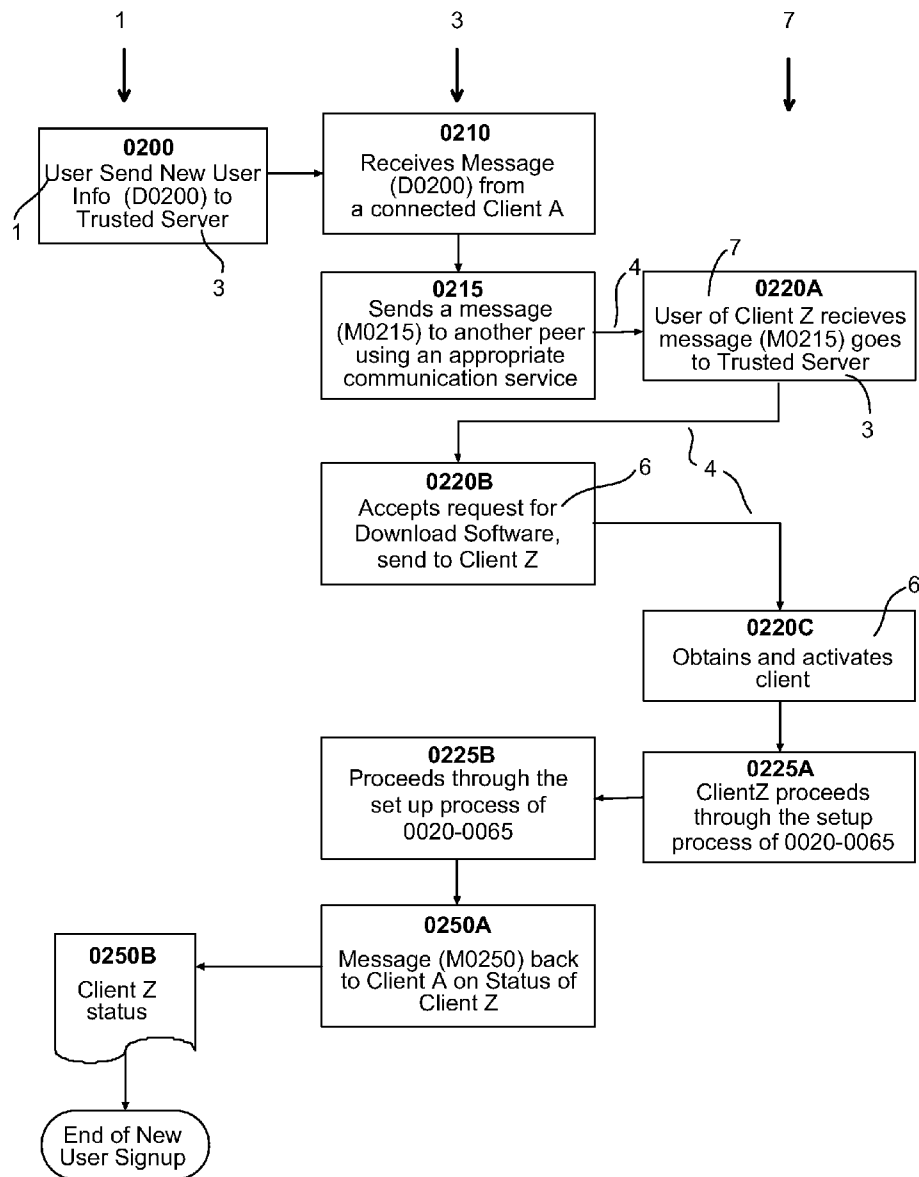 1
3
7
0200
User Send New User
Info (D0200) to
Trusted Server
1
3
0210
Receives Message
(D0200) from
a connected Client A
0215
Sends a message
(M0215) to another peer
using an appropriate
communication service
4
7
0220A
User of Client Z recieves
message (M0215) goes
to Trusted Server
3
4
0220B
Accepts request for
Download Software,
send to Client Z
6
6
0220C
Obtains and activates
client
0225B
Proceeds through the
set up process of
0020-0065
0225A
ClientZ proceeds
through the setup
process of 0020-0065
0250A
Message (M0250) back
to Client A on Status of
Client Z
0250B
Client Z
status
End of New
User Signup